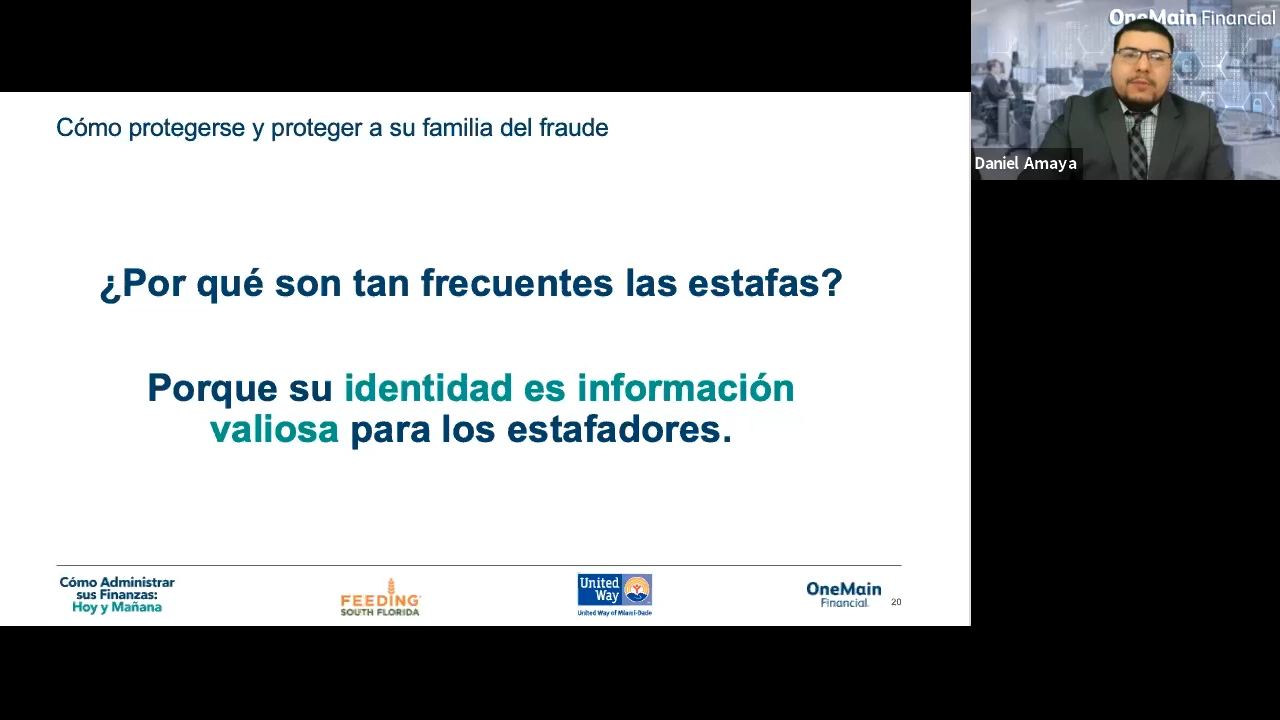 OneMain Financial
Daniel Amaya
Cómo protegerse y proteger a su familia del fraude
¿Por qué son tan frecuentes las estafas?
Porque su identidad es información
valiosa para los estafadores.
Cómo Administrar
sus Finanzas:
Hoy y Mañana
FEEDING
SOUTH FLORIDA
United
Way
United Way of Miami-Dade
OneMain
Financial.
20